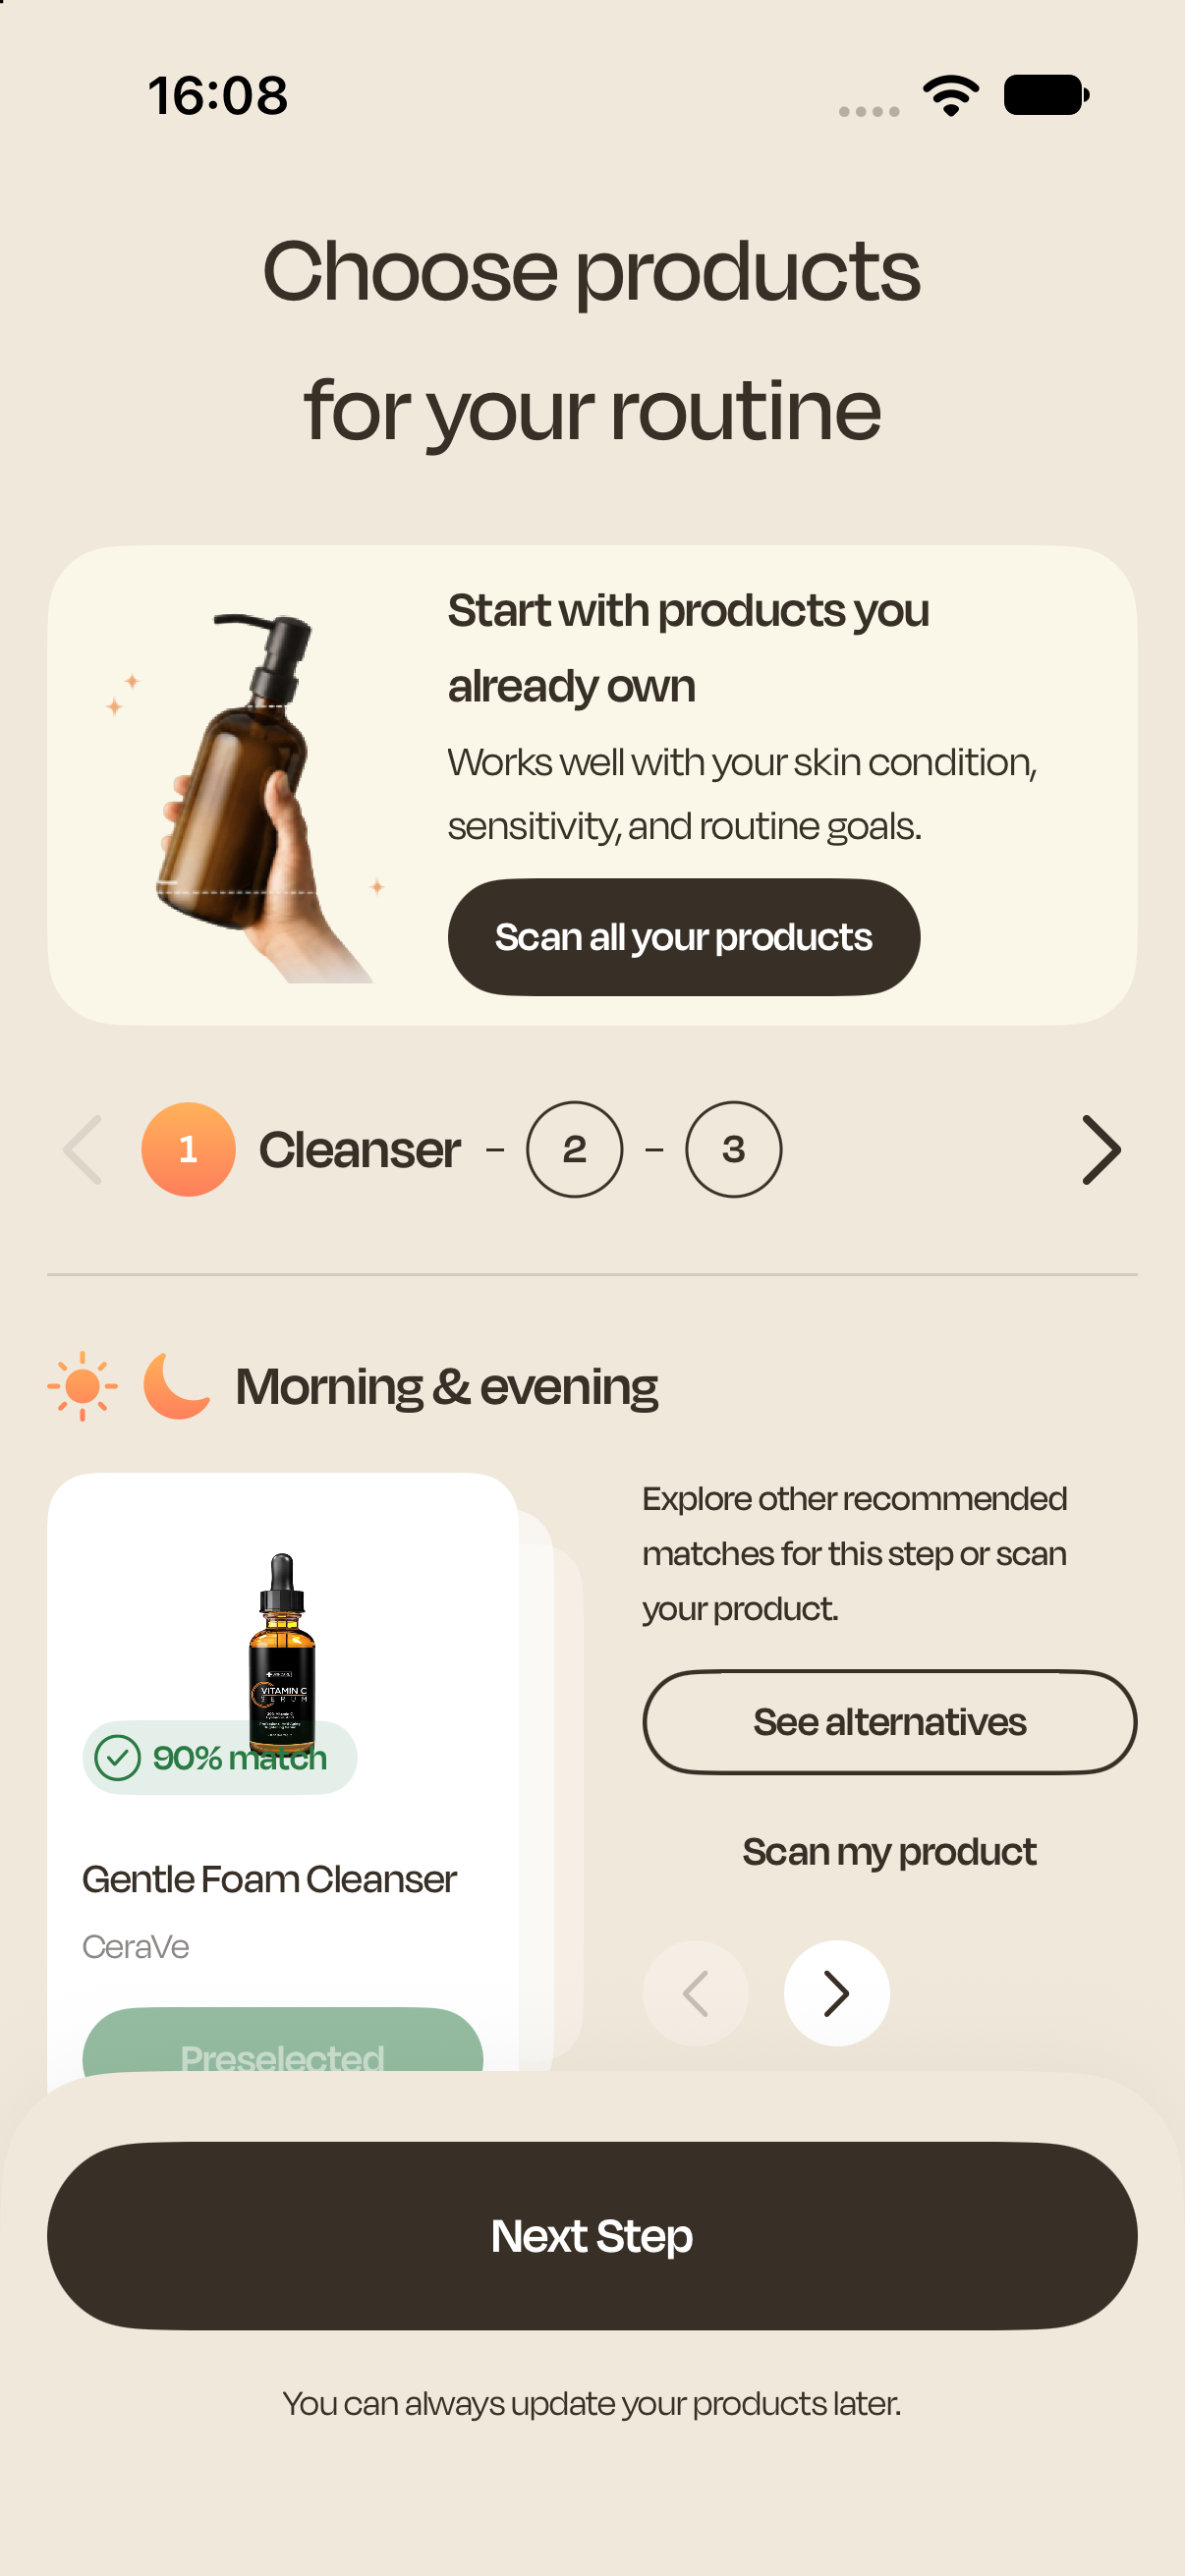 16:08
Choose products
for your routine
Start with products you
already own
Works well with your skin condition,
sensitivity, and routine goals.
Scan all your products
1 Cleanser - 2 - 3
Morning & evening
VITAMIN C
SERUM
90% match
Gentle Foam Cleanser
CeraVe
Preselected
Explore other recommended
matches for this step or scan
your product.
See alternatives
Scan my product
Next Step
You can always update your products later.